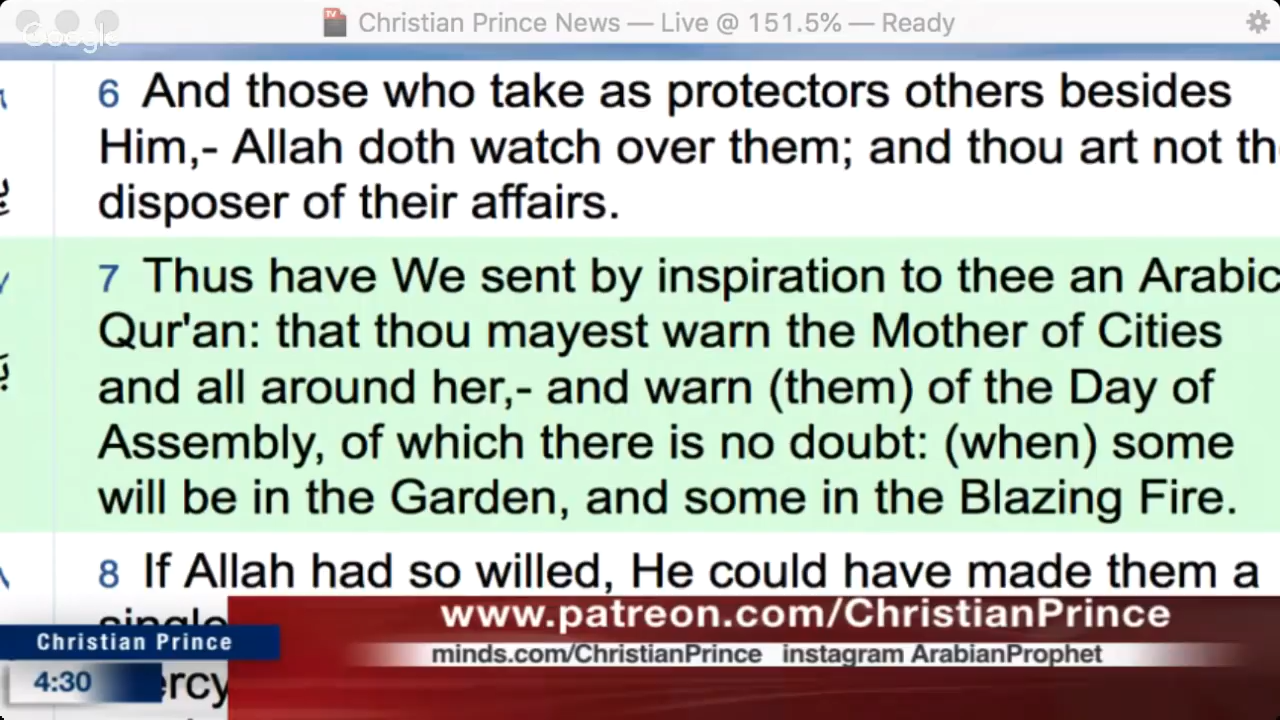 Christian Prince News — Live @ 151.5% — Ready
Google
6 And those who take as protectors others besides
Him,- Allah doth watch over them; and thou art not
disposer of their affairs.
7 Thus have We sent by inspiration to thee an Arabic
Qur'an: that thou mayest warn the Mother of Cities
and all around her,- and warn (them) of the Day of
Assembly, of which there is no doubt: (when) some
will be in the Garden, and some in the Blazing Fire.
8 If Allah had so willed, He could have made them a
single
www.patreon.com/ChristianPrince
Christian Prince
minds.com/ChristianPrince instagram ArabianProphet
4:30